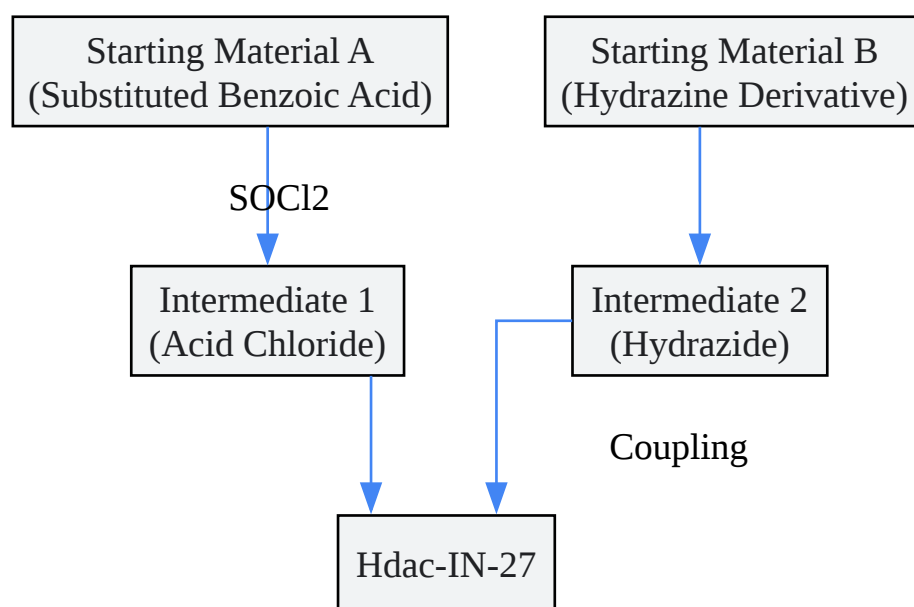 Starting Material A
(Substituted Benzoic Acid)
Starting Material B
(Hydrazine Derivative)
SOCl2
Intermediate 1
(Acid Chloride)
Intermediate 2
(Hydrazide)
Coupling
Hdac-IN-27